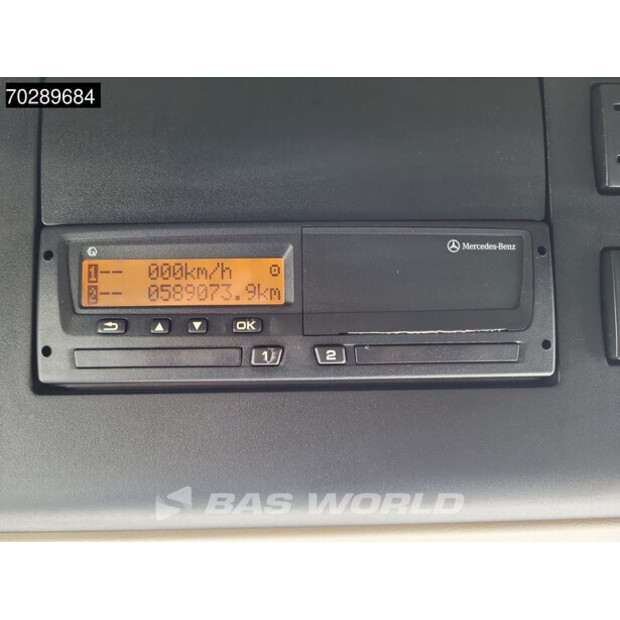 70289684
Mercedes-Benz
1-- 000km/h
2-- 0589073.9km
OK
1 2
BAS WORLD